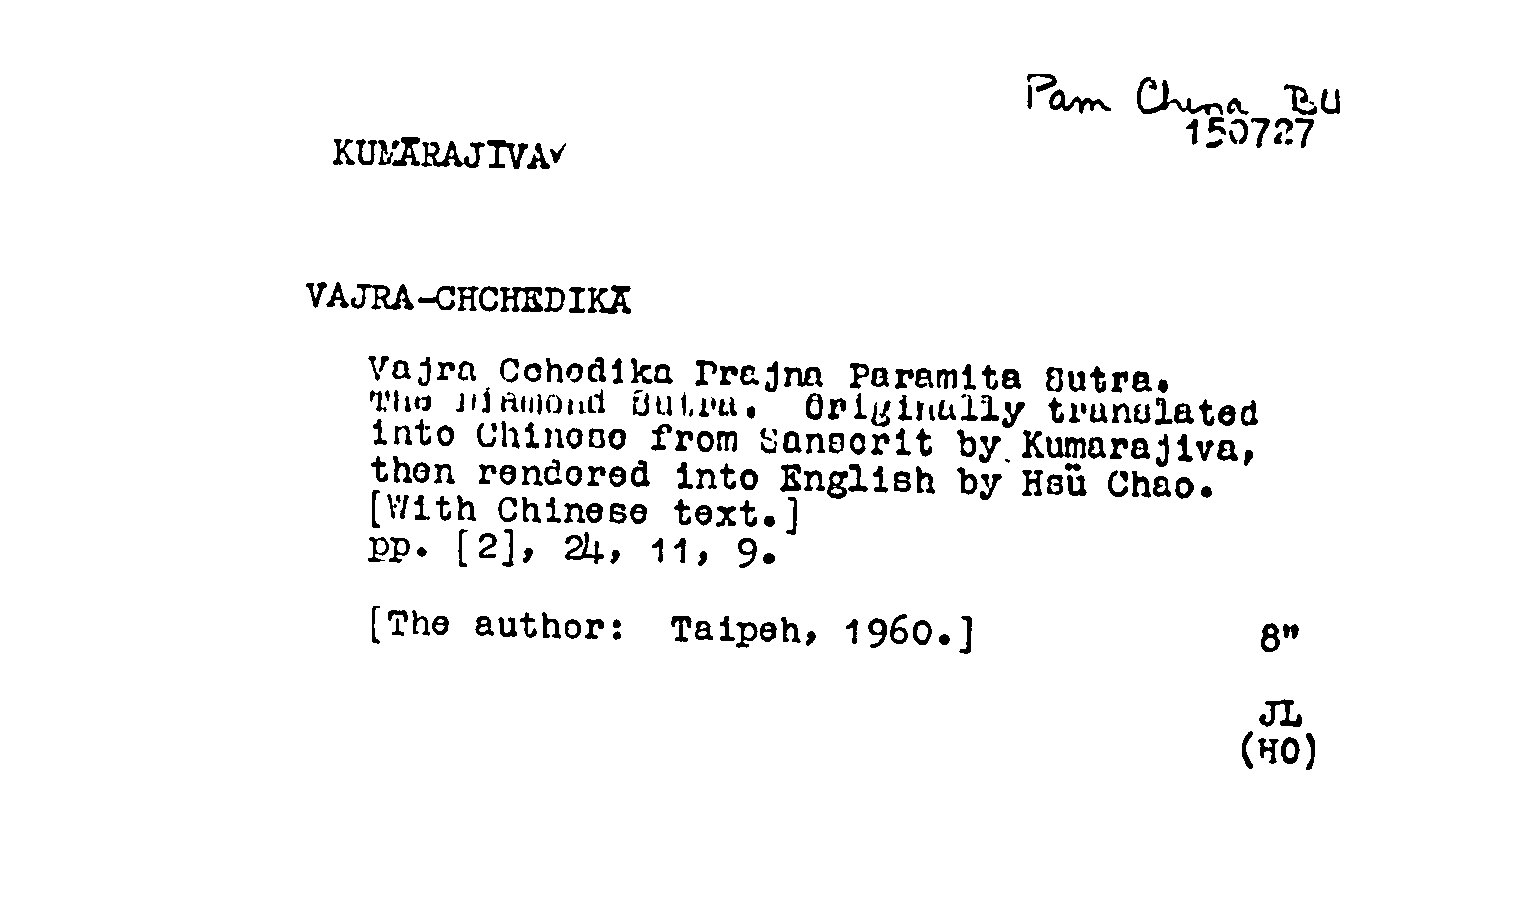 Pam China BU
150727
KUMĀRAJĪVA✓
VAJRA-CHCHEDIKĀ
Vajra Cchedika Prajna Paramita Sutra.
The Diamond Sutra. Originally translated
into Chinese from Sanscrit by Kumarajiva,
then rendered into English by Hsü Chao.
[With Chinese text.]
pp. [2], 24, 11, 9.
[The author: Taipeh, 1960.]
8"
JL
(HO)